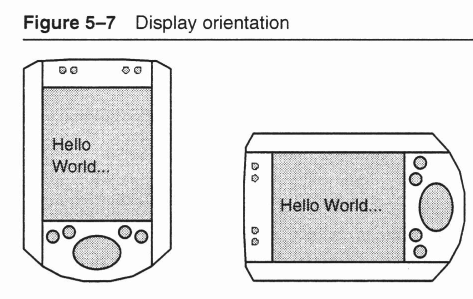 Figure 5–7 Display orientation
Hello
World...
Hello World...